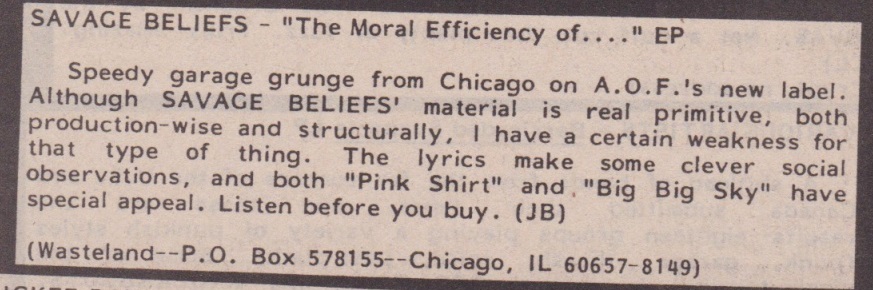 SAVAGE BELIEFS - "The Moral Efficiency of...." EP
Speedy garage grunge from Chicago on A.O.F.'s new label.
Although SAVAGE BELIEFS' material is real primitive, both
production-wise and structurally, I have a certain weakness for
that type of thing. The lyrics make some clever social
observations, and both "Pink Shirt" and "Big Big Sky" have
special appeal. Listen before you buy. (JB)
(Wasteland--P.O. Box 578155--Chicago, IL 60657-8149)